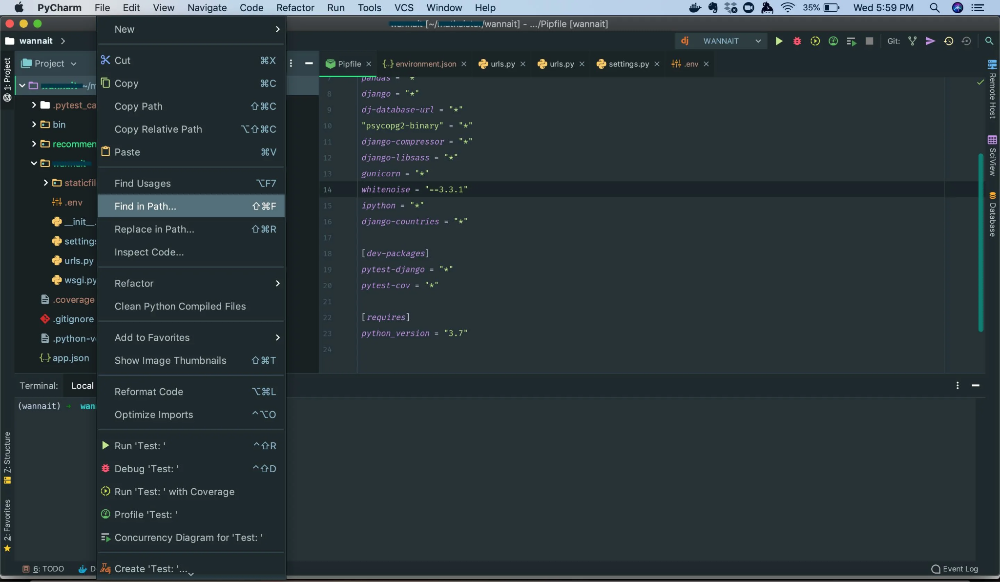 PyCharm File Edit View Navigate Code Refactor Run Tools VCS Window Help 35% Wed 5:59 PM
wannait [~/mathsister/wannait] - .../Pipfile [wannait]
wannait
dj WANNAIT Git:
1: Project
Project
~/m
.pytest_ca
bin
recommen
staticfil
.env
__init__.
settings
urls.py
wsgi.py
.coverage
.gitignore
.python-ve
app.json
New
Cut ⌘X
Copy ⌘C
Copy Path ⇧⌘C
Copy Relative Path ⌥⇧⌘C
Paste ⌘V
Find Usages ⌥F7
Find in Path... ⇧⌘F
Replace in Path... ⇧⌘R
Inspect Code...
Refactor
Clean Python Compiled Files
Add to Favorites
Show Image Thumbnails ⇧⌘T
Reformat Code ⌥⌘L
Optimize Imports ^⌥O
Run 'Test: ' ^⇧R
Debug 'Test: ' ^⇧D
Run 'Test: ' with Coverage
Profile 'Test: '
Concurrency Diagram for 'Test: '
Create 'Test: '...
Pipfile environment.json urls.py urls.py settings.py .env
7 pandas = "*"
8 django = "*"
9 dj-database-url = "*"
10 "psycopg2-binary" = "*"
11 django-compressor = "*"
12 django-libsass = "*"
13 gunicorn = "*"
14 whitenoise = "==3.3.1"
15 ipython = "*"
16 django-countries = "*"
17
18 [dev-packages]
19 pytest-django = "*"
20 pytest-cov = "*"
21
22 [requires]
23 python_version = "3.7"
24
Remote Host
SciView
Database
Terminal: Local
(wannait) → wan
7: Structure
2: Favorites
6: TODO D
Event Log